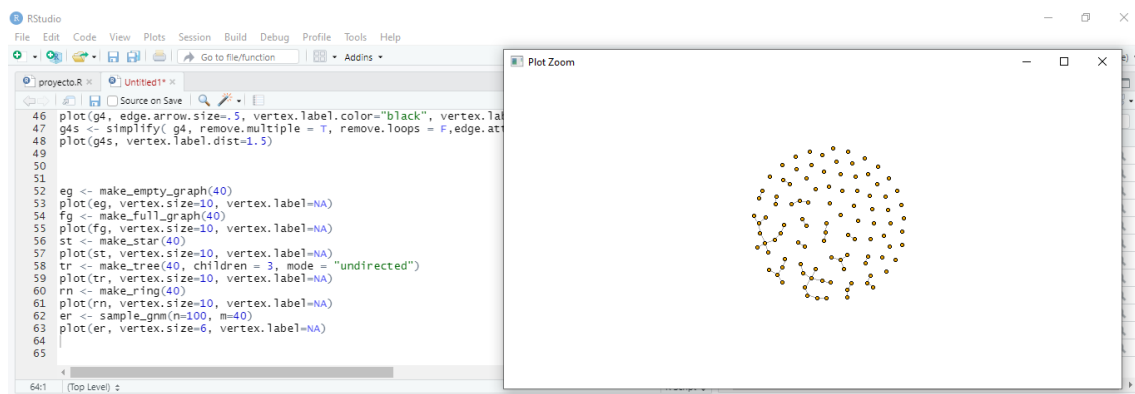 RStudio
File Edit Code View Plots Session Build Debug Profile Tools Help
Go to file/function Addins
proyecto.R Untitled1*
Source on Save
46 plot(g4, edge.arrow.size=.5, vertex.label.color="black", vertex.lab
47 g4s <- simplify( g4, remove.multiple = T, remove.loops = F,edge.att
48 plot(g4s, vertex.label.dist=1.5)
49
50
51
52 eg <- make_empty_graph(40)
53 plot(eg, vertex.size=10, vertex.label=NA)
54 fg <- make_full_graph(40)
55 plot(fg, vertex.size=10, vertex.label=NA)
56 st <- make_star(40)
57 plot(st, vertex.size=10, vertex.label=NA)
58 tr <- make_tree(40, children = 3, mode = "undirected")
59 plot(tr, vertex.size=10, vertex.label=NA)
60 rn <- make_ring(40)
61 plot(rn, vertex.size=10, vertex.label=NA)
62 er <- sample_gnm(n=100, m=40)
63 plot(er, vertex.size=6, vertex.label=NA)
64
65
64:1 (Top Level)
Plot Zoom